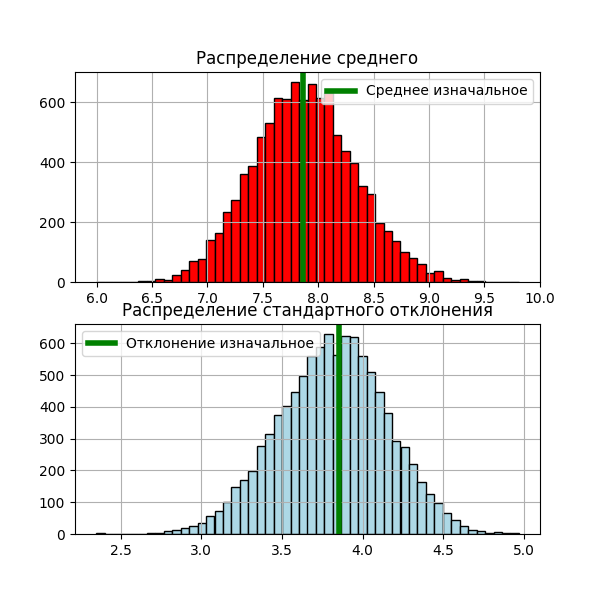 Распределение среднего
Среднее изначальное
600
400
200
0
6.0 6.5 7.0 7.5 8.0 8.5 9.0 9.5 10.0
Распределение стандартного отклонения
Отклонение изначальное
600
500
400
300
200
100
0
2.5 3.0 3.5 4.0 4.5 5.0